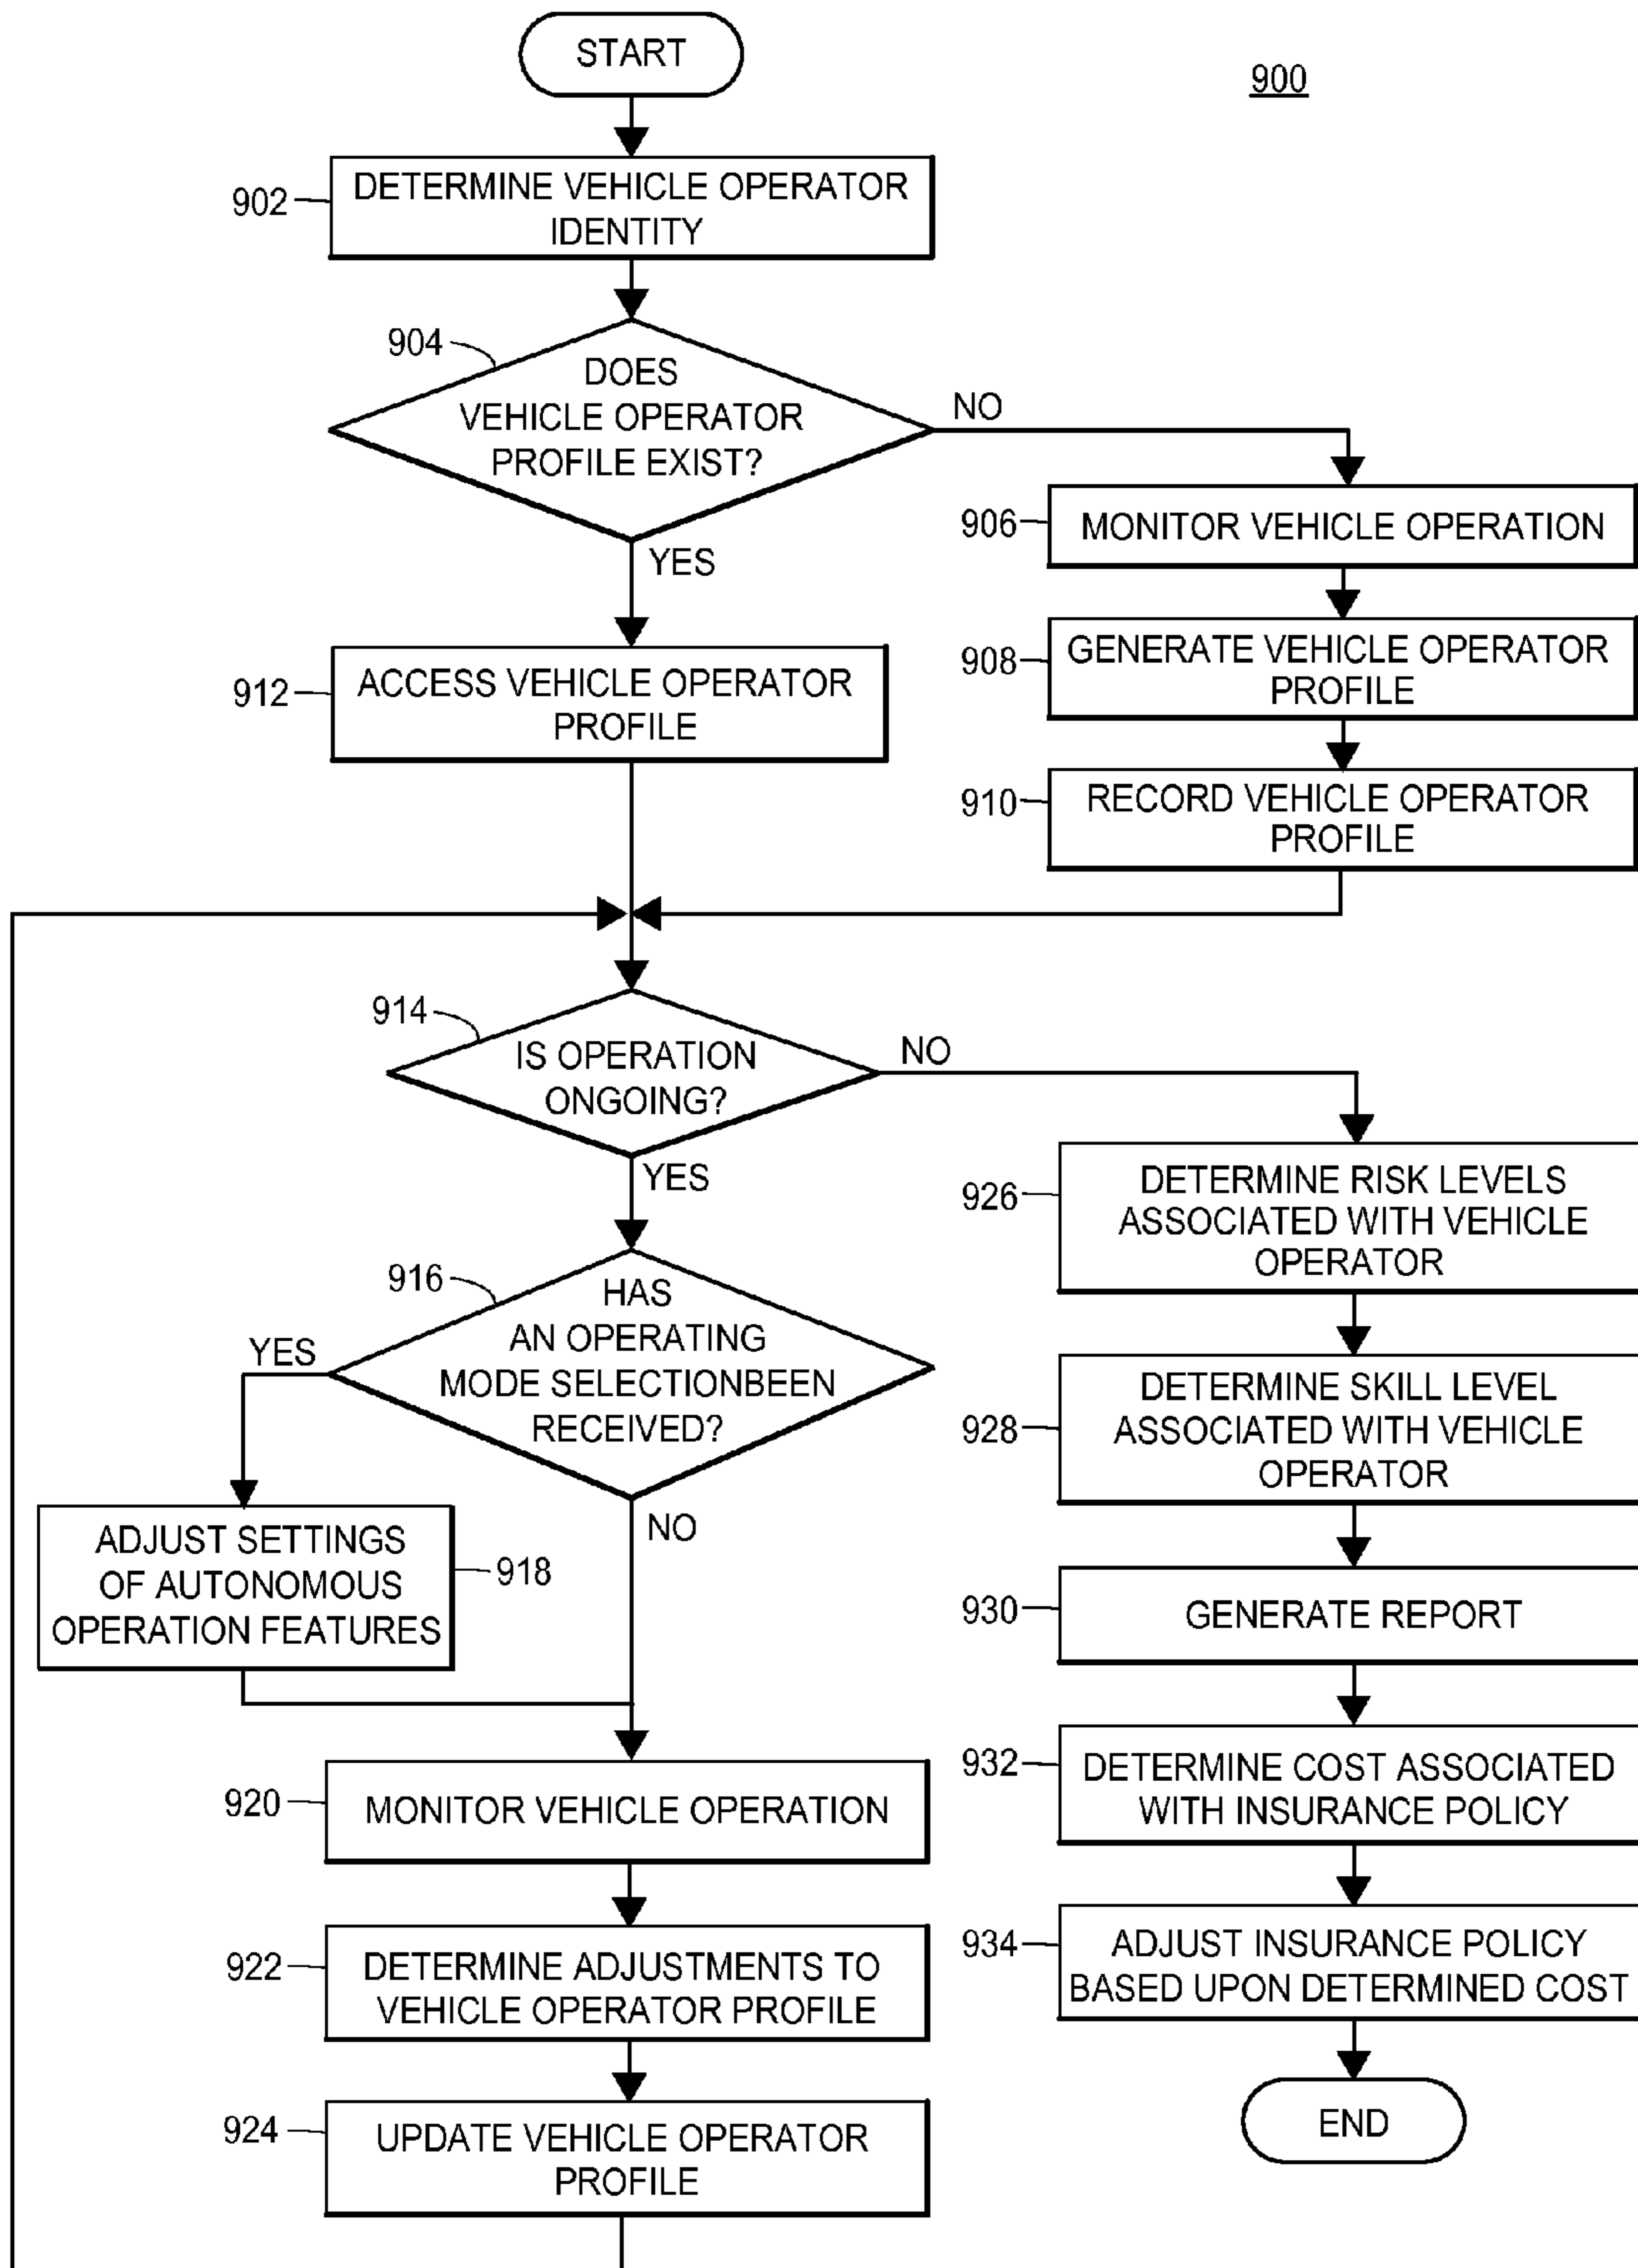 START
900
902
DETERMINE VEHICLE OPERATOR
IDENTITY
904
DOES
VEHICLE OPERATOR
PROFILE EXIST?
NO
YES
906
MONITOR VEHICLE OPERATION
908
GENERATE VEHICLE OPERATOR
PROFILE
910
RECORD VEHICLE OPERATOR
PROFILE
912
ACCESS VEHICLE OPERATOR
PROFILE
914
IS OPERATION
ONGOING?
NO
YES
916
HAS
AN OPERATING
MODE SELECTIONBEEN
RECEIVED?
YES
NO
ADJUST SETTINGS
OF AUTONOMOUS
OPERATION FEATURES
918
920
MONITOR VEHICLE OPERATION
922
DETERMINE ADJUSTMENTS TO
VEHICLE OPERATOR PROFILE
924
UPDATE VEHICLE OPERATOR
PROFILE
926
DETERMINE RISK LEVELS
ASSOCIATED WITH VEHICLE
OPERATOR
928
DETERMINE SKILL LEVEL
ASSOCIATED WITH VEHICLE
OPERATOR
930
GENERATE REPORT
932
DETERMINE COST ASSOCIATED
WITH INSURANCE POLICY
934
ADJUST INSURANCE POLICY
BASED UPON DETERMINED COST
END